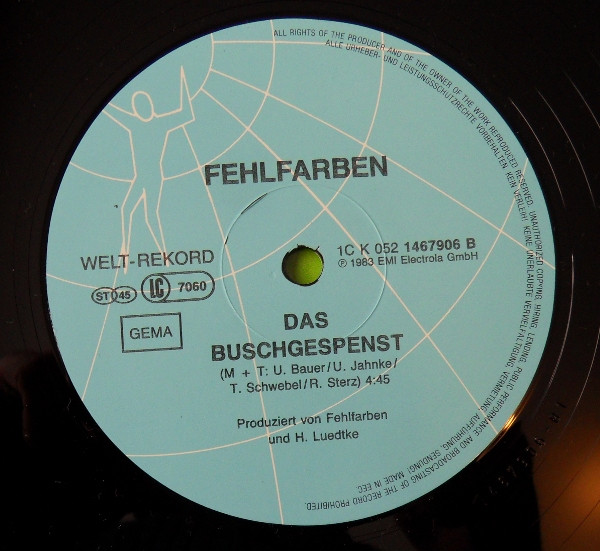 ALL RIGHTS OF THE PRODUCER AND OF THE OWNER OF THE WORK REPRODUCED RESERVED. UNAUTHORIZED COPYING, HIRING, LENDING, PUBLIC PERFORMANCE AND BROADCASTING OF THE RECORD PROHIBITED.
ALLE URHEBER- UND LEISTUNGSSCHUTZRECHTE VORBEHALTEN. KEIN VERLEIH! KEINE UNERLAUBTE VERVIELFÄLTIGUNG, VERMIETUNG, AUFFÜHRUNG, SENDUNG! MADE IN EEC.
FEHLFARBEN
WELT-REKORD
1C K 052 1467906 B
℗ 1983 EMI Electrola GmbH
ST 45 LC 7060
GEMA
DAS
BUSCHGESPENST
(M + T: U. Bauer/U. Jahnke/
T. Schwebel/R. Sterz) 4:45
Produziert von Fehlfarben
und H. Luedtke